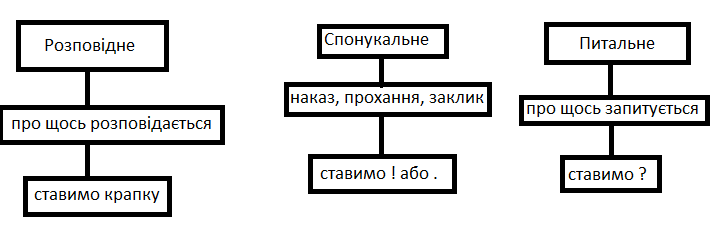 Розповідне
про щось розповідається
ставимо крапку
Спонукальне
наказ, прохання, заклик
ставимо ! або .
Питальне
про щось запитується
ставимо ?